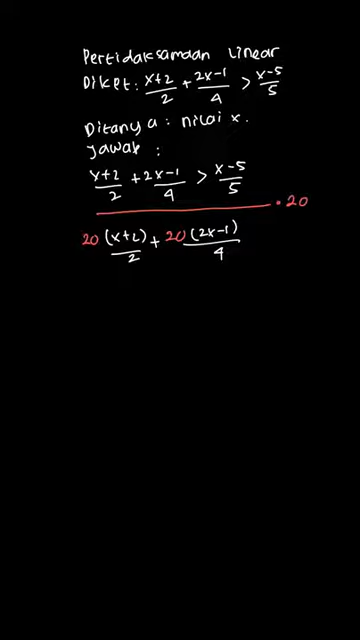 Pertidaksamaan Linear
Diket: (x+2)/2 + (2x-1)/4 > (x-5)/5
Ditanya: nilai x.
Jawab :
(x+2)/2 + (2x-1)/4 > (x-5)/5
· 20
20 (x+2)/2 + 20 (2x-1)/4